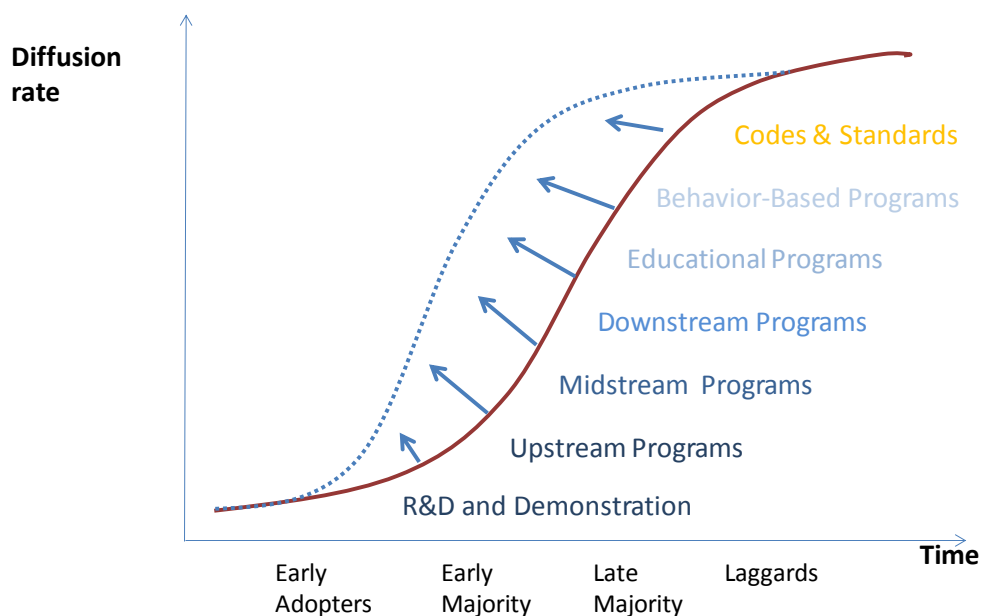 Diffusion
rate
Codes & Standards
Behavior-Based Programs
Educational Programs
Downstream Programs
Midstream Programs
Upstream Programs
R&D and Demonstration
Time
Early
Adopters
Early
Majority
Late
Majority
Laggards